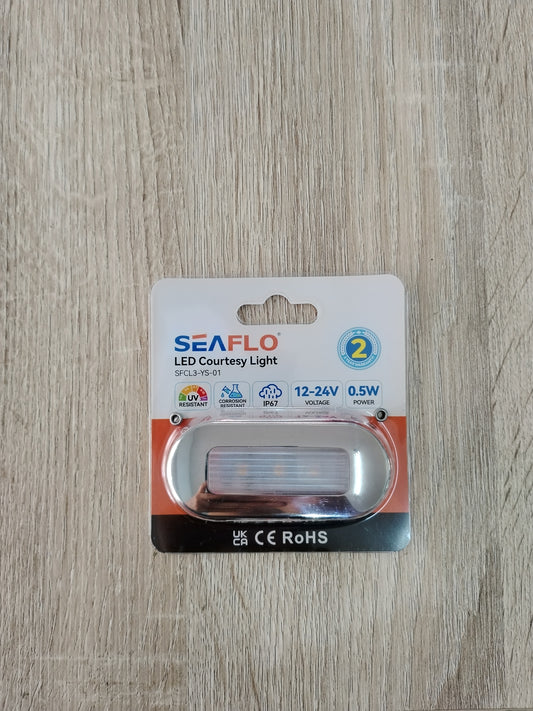 SEAFLO®
LED Courtesy Light
SFCL3-YS-01
2
UV
RESISTANT
CORROSION
RESISTANT
IP67
12-24V
VOLTAGE
0.5W
POWER
UK
CA CE RoHS